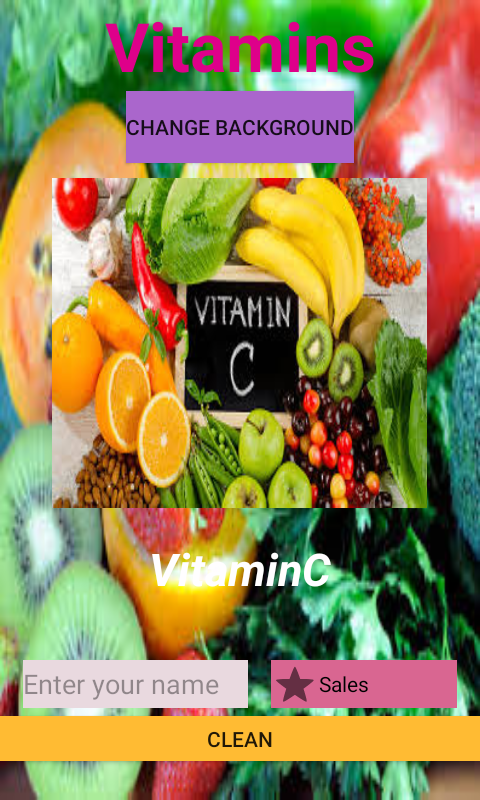 Vitamins
CHANGE BACKGROUND
VITAMIN
C
VitaminC
Enter your name
Sales
CLEAN